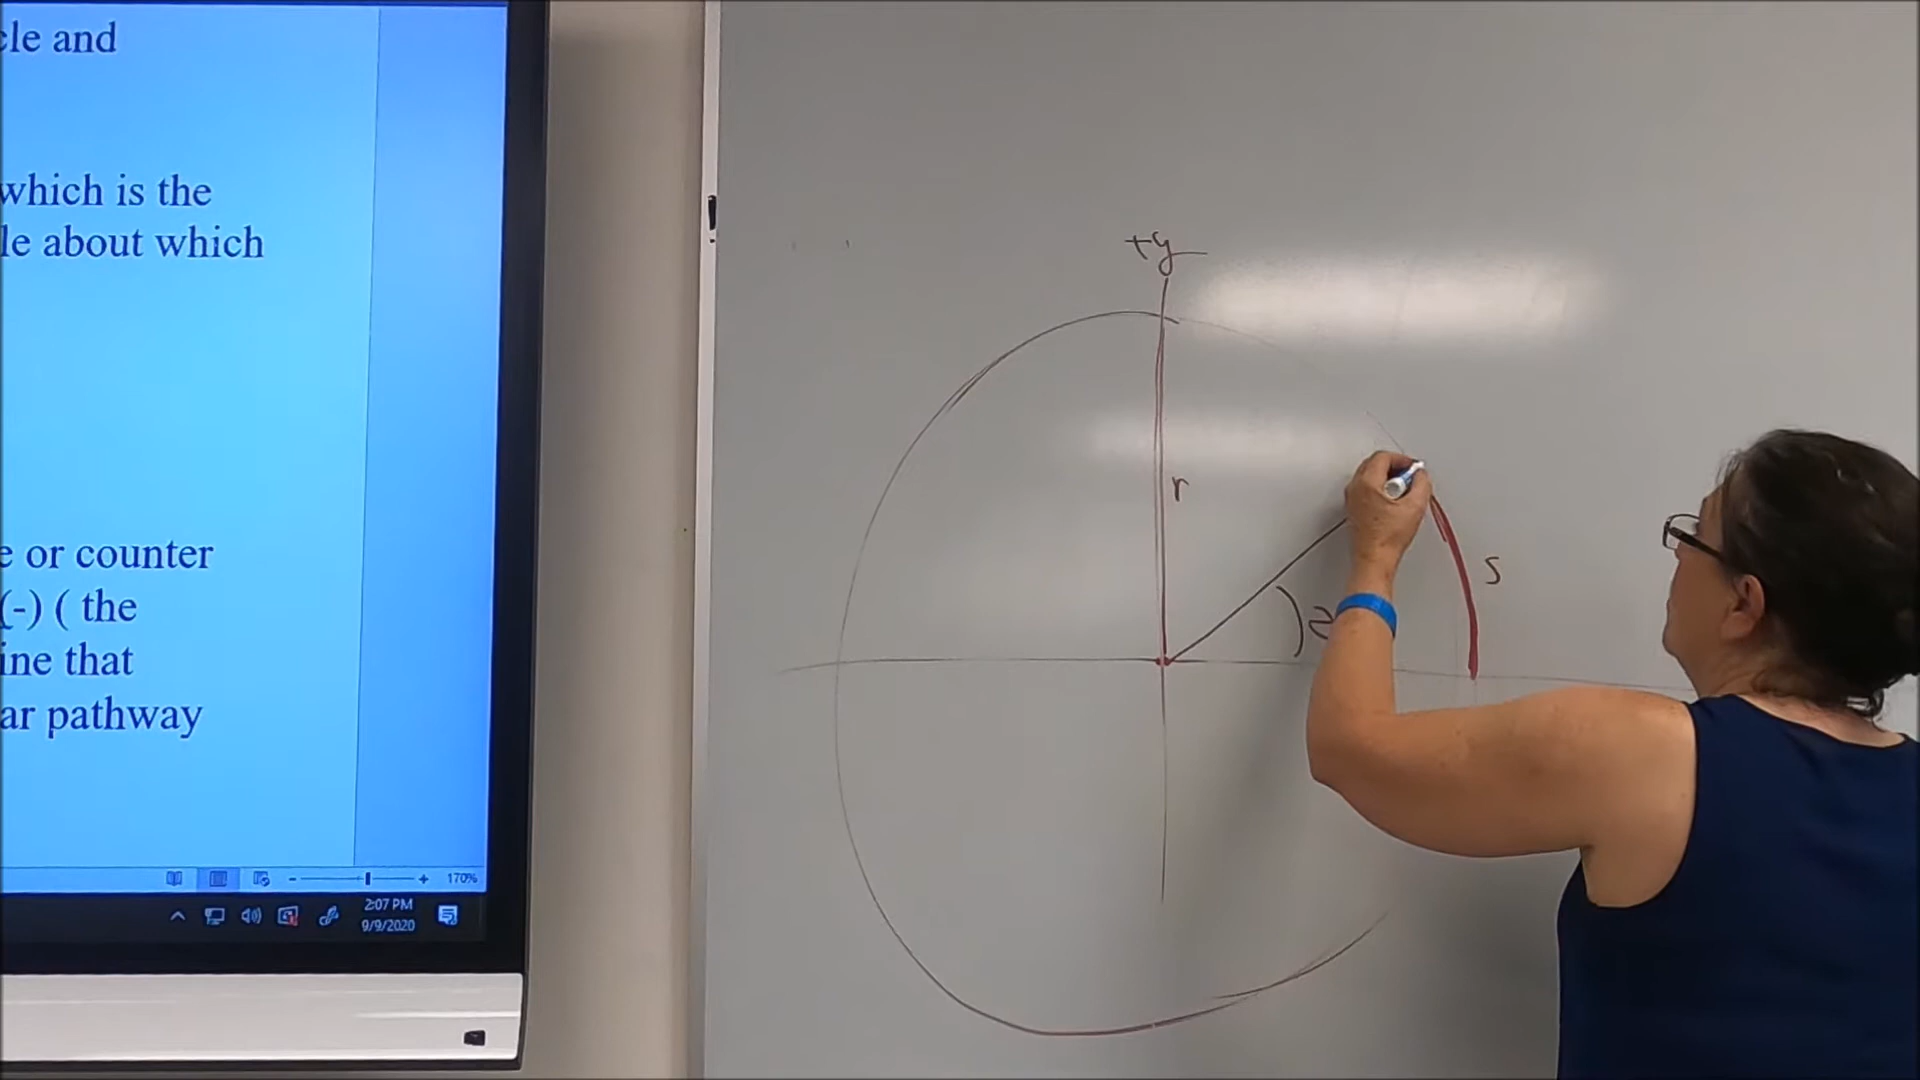 cle and
which is the
le about which
e or counter
(-) ( the
ine that
ar pathway
170%
2:07 PM
9/9/2020
+y
r
s